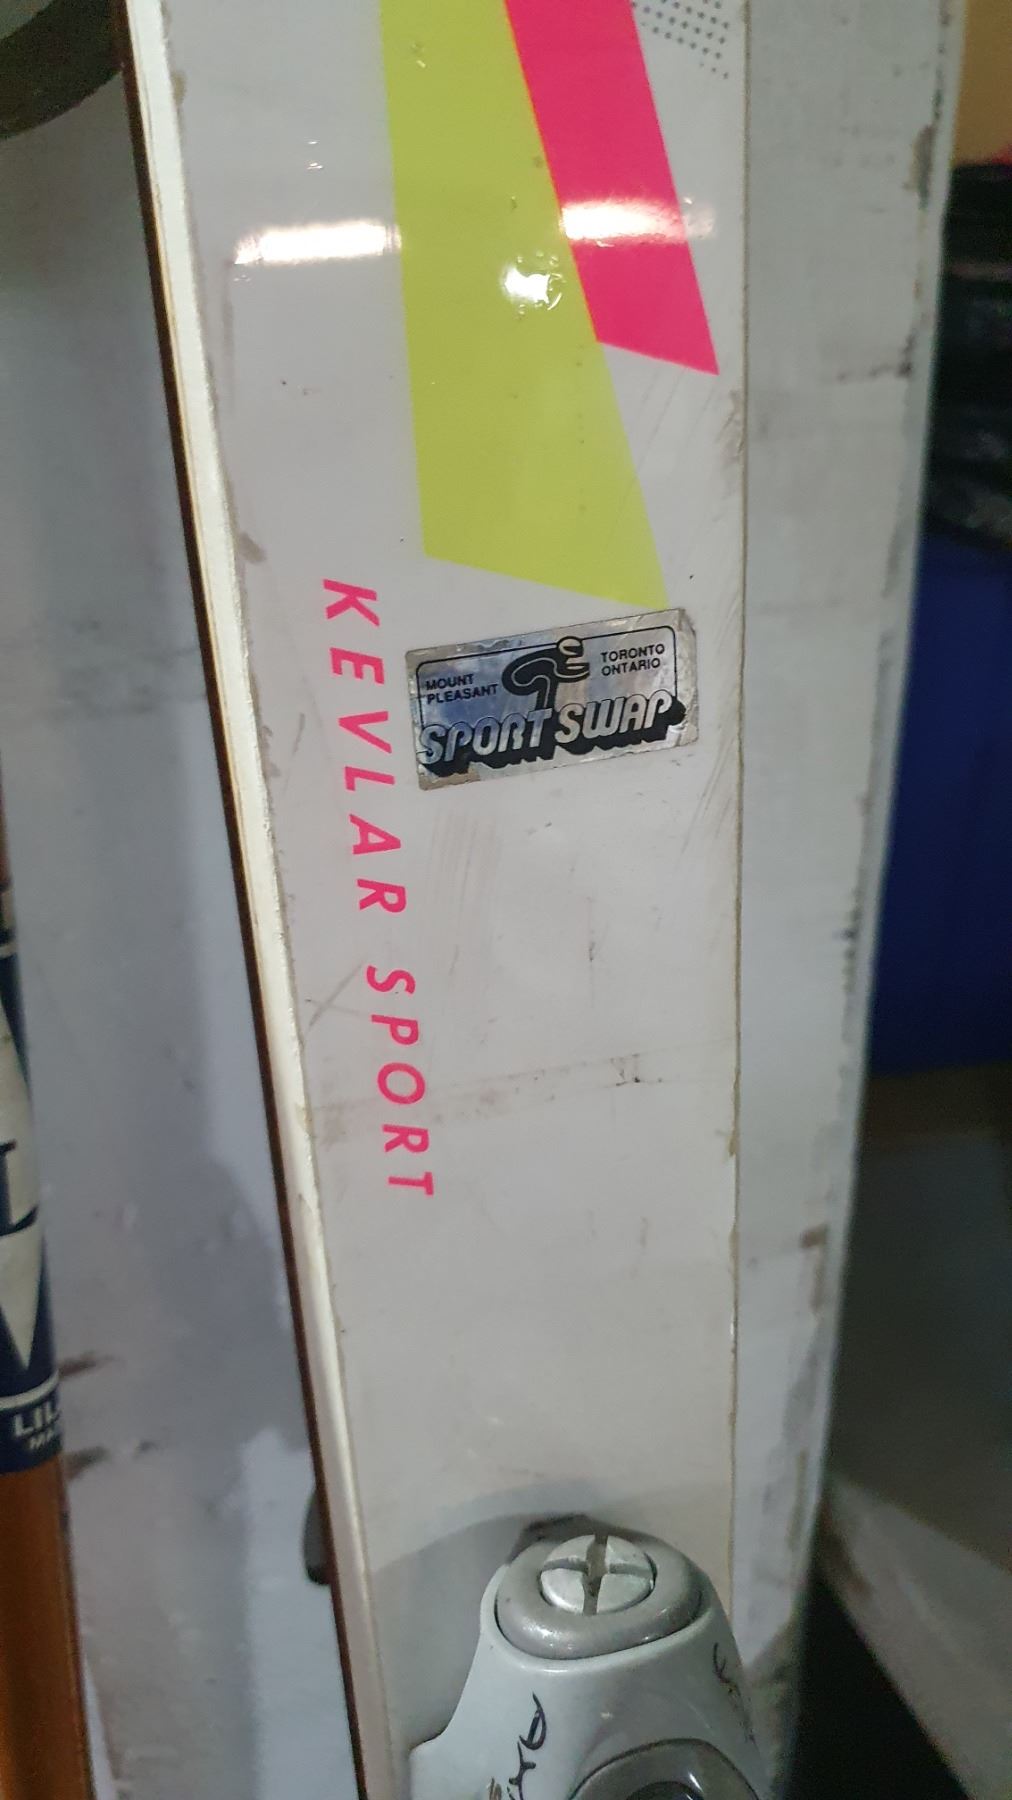 KEVLAR SPORT
MOUNT
PLEASANT
TORONTO
ONTARIO
SPORT SWAP